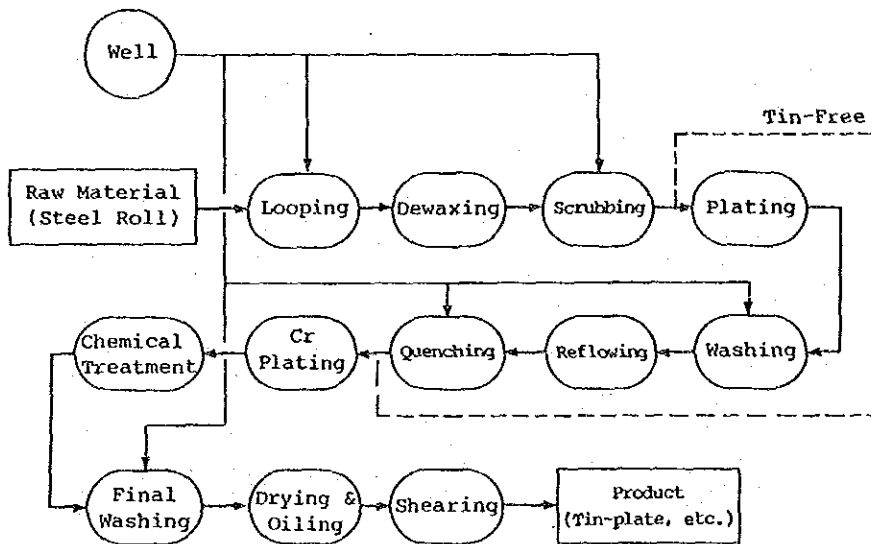 Well
Tin-Free
Raw Material
(Steel Roll)
Looping
Dewaxing
Scrubbing
Plating
Chemical
Treatment
Cr
Plating
Quenching
Reflowing
Washing
Final
Washing
Drying &
Oiling
Shearing
Product
(Tin-plate, etc.)